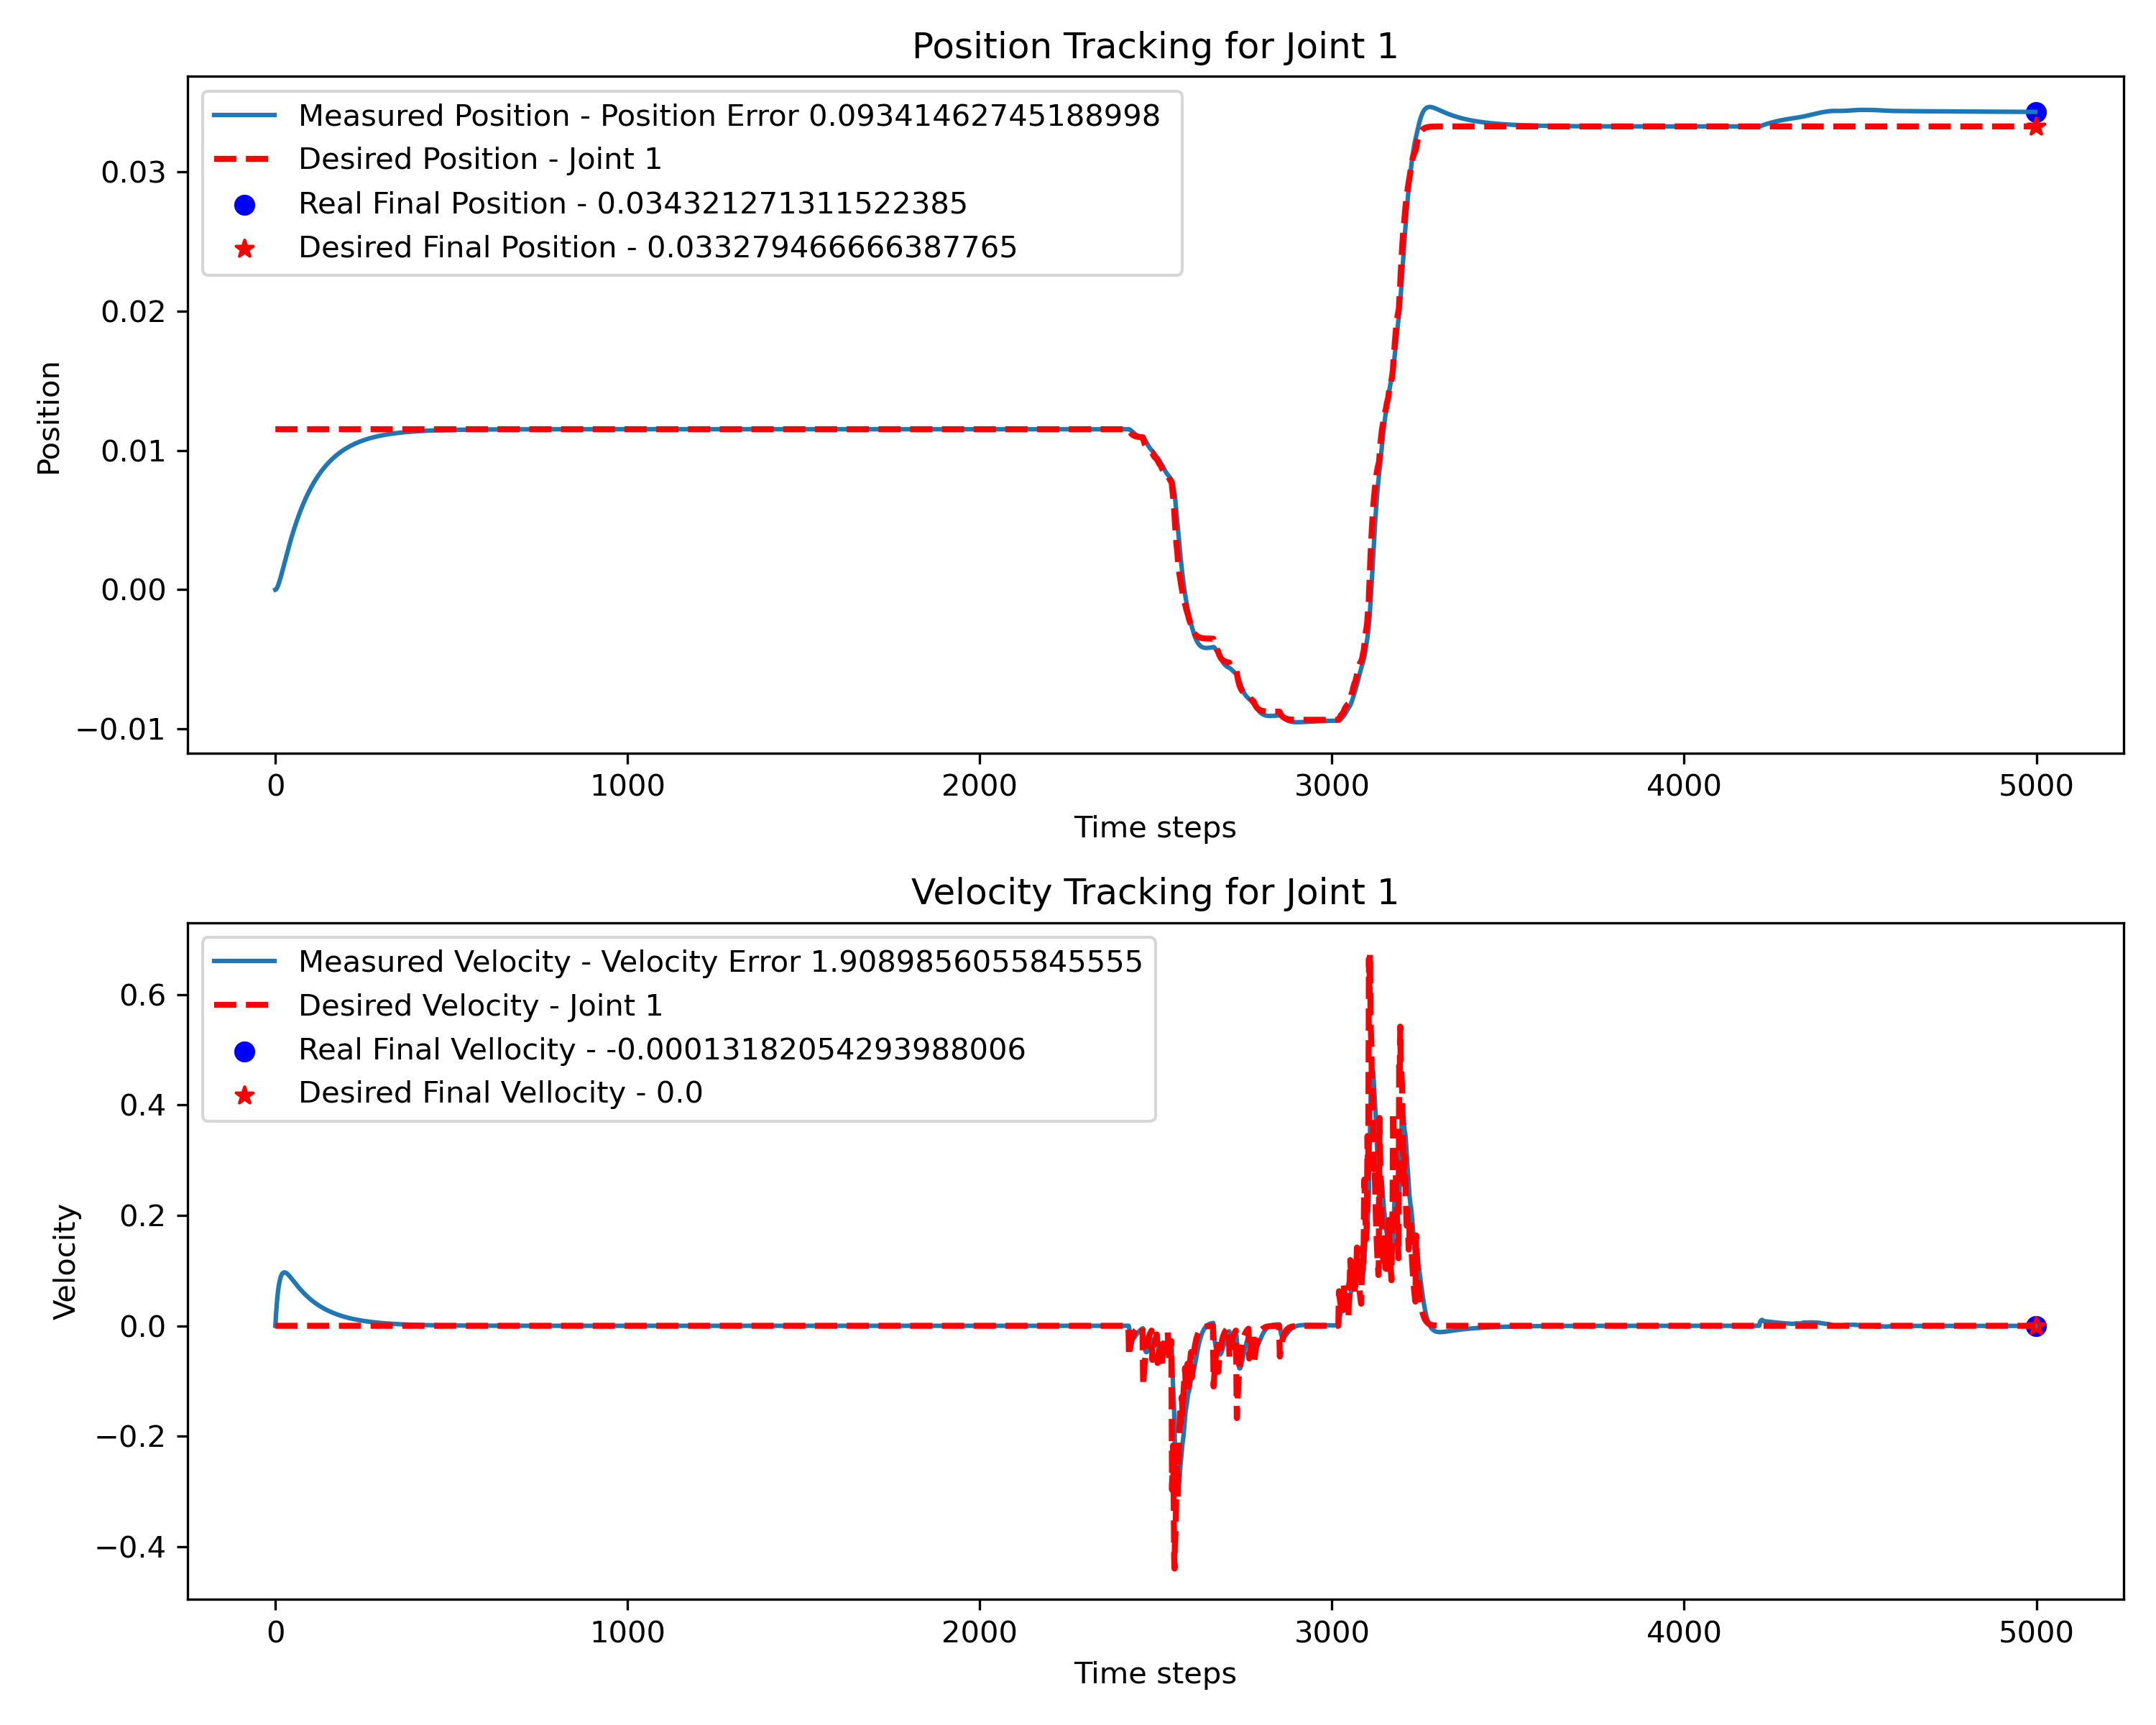 Position Tracking for Joint 1
Measured Position - Position Error 0.09341462745188998
Desired Position - Joint 1
Real Final Position - 0.034321271311522385
Desired Final Position - 0.033279466666387765
0.03
0.02
0.01
0.00
−0.01
Position
0 1000 2000 3000 4000 5000
Time steps
Velocity Tracking for Joint 1
Measured Velocity - Velocity Error 1.9089856055845555
Desired Velocity - Joint 1
Real Final Vellocity - -0.00013182054293988006
Desired Final Vellocity - 0.0
0.6
0.4
0.2
0.0
−0.2
−0.4
Velocity
0 1000 2000 3000 4000 5000
Time steps